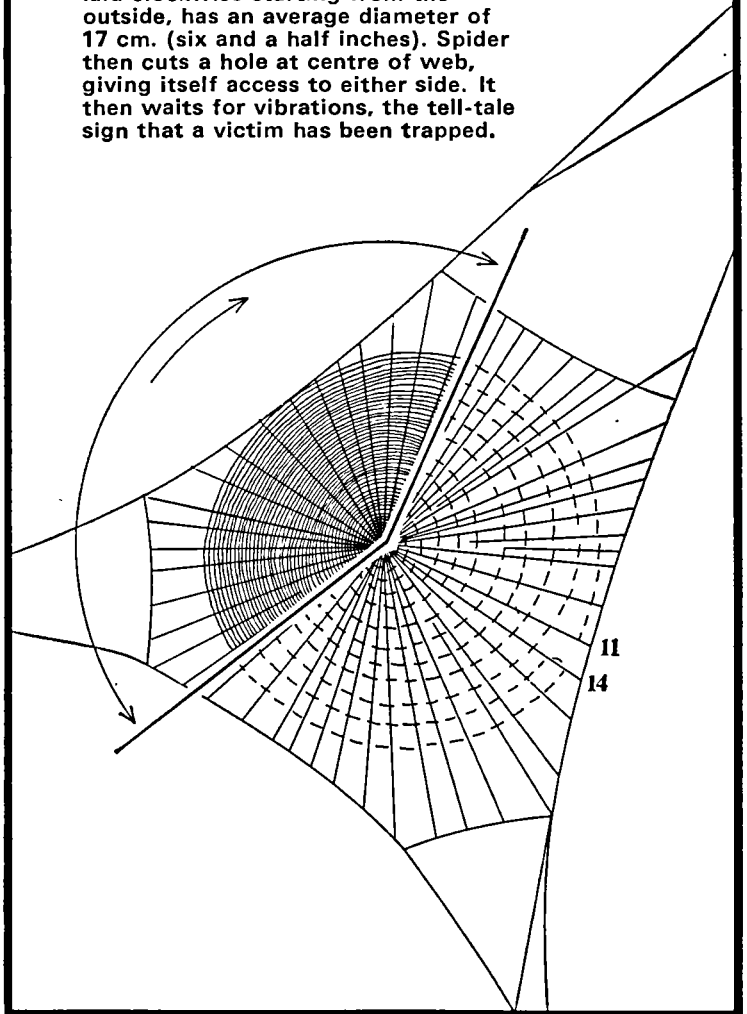 outside, has an average diameter of
17 cm. (six and a half inches). Spider
then cuts a hole at centre of web,
giving itself access to either side. It
then waits for vibrations, the tell-tale
sign that a victim has been trapped.
11
14